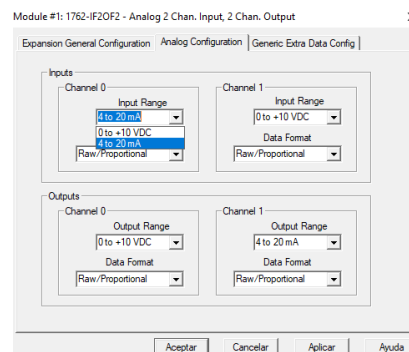 Module #1: 1762-IF2OF2 - Analog 2 Chan. Input, 2 Chan. Output
Expansion General Configuration
Analog Configuration
Generic Extra Data Config
Inputs
Channel 0
Input Range
4 to 20 mA
0 to +10 VDC
4 to 20 mA
Raw/Proportional
Channel 1
Input Range
0 to +10 VDC
Data Format
Raw/Proportional
Outputs
Channel 0
Output Range
0 to +10 VDC
Data Format
Raw/Proportional
Channel 1
Output Range
4 to 20 mA
Data Format
Raw/Proportional
Aceptar
Cancelar
Aplicar
Ayuda